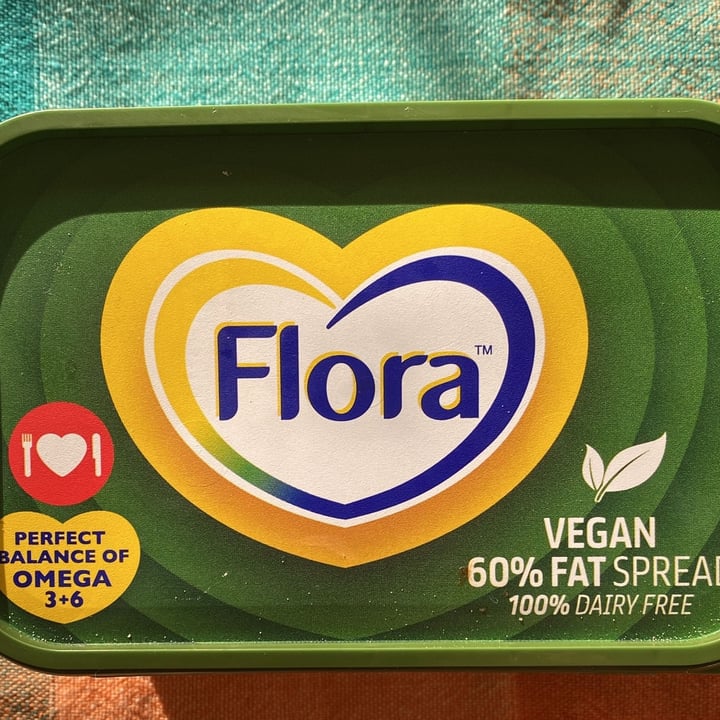 Flora™
PERFECT
BALANCE OF
OMEGA
3+6
VEGAN
60% FAT SPREAD
100% DAIRY FREE